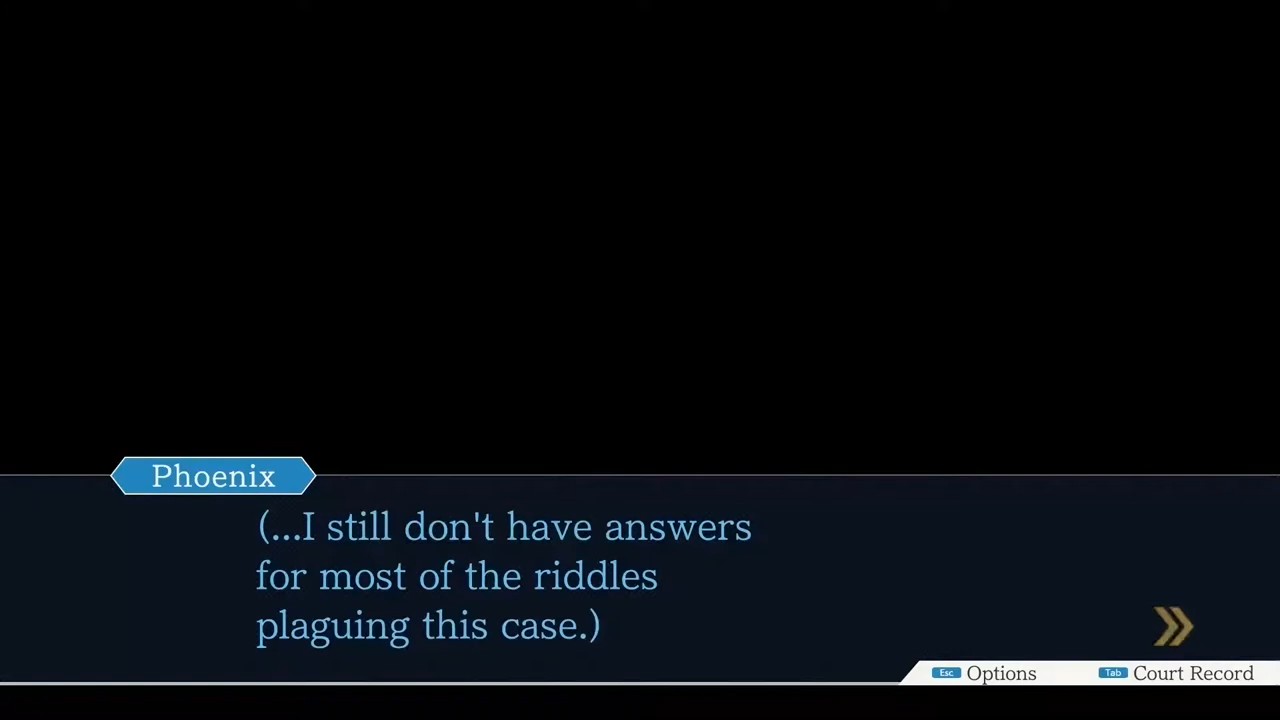 Phoenix
(...I still don't have answers
for most of the riddles
plaguing this case.)
Esc Options Tab Court Record